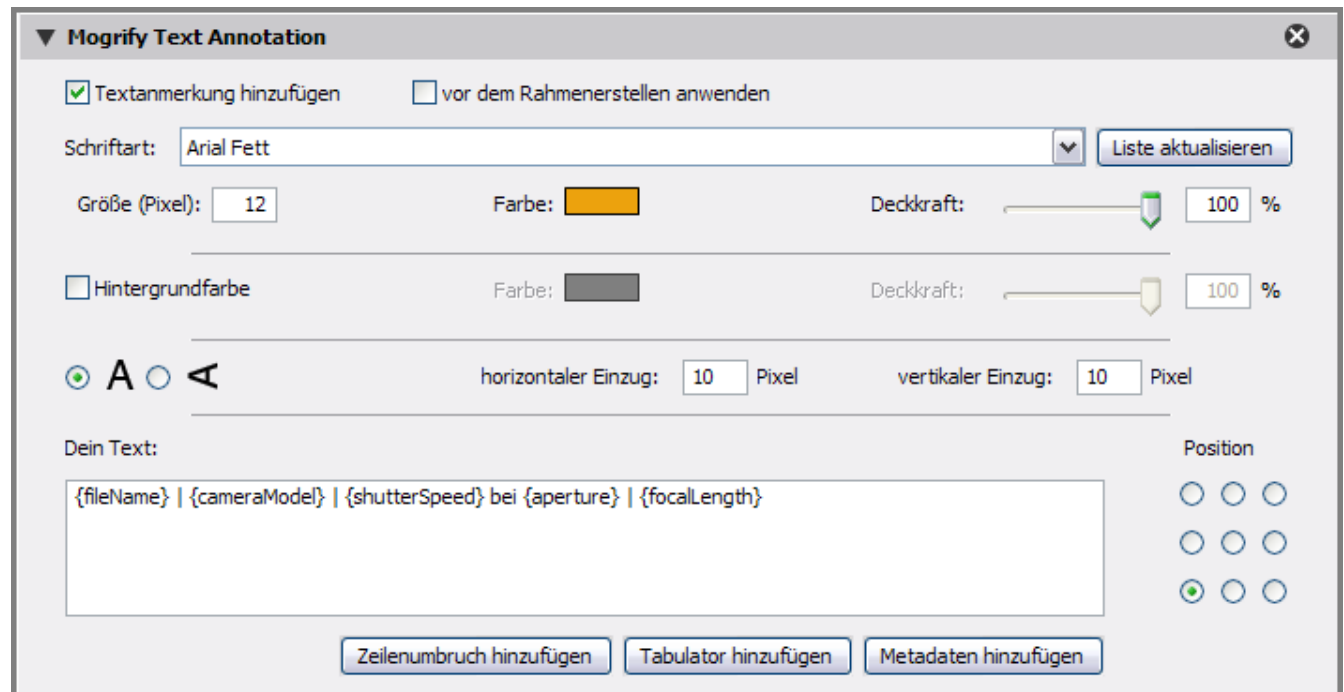 Mogrify Text Annotation
Textanmerkung hinzufügen vor dem Rahmenerstellen anwenden
Schriftart: Arial Fett Liste aktualisieren
Größe (Pixel): 12 Farbe: Deckkraft: 100 %
Hintergrundfarbe Farbe: Deckkraft: 100 %
A A horizontaler Einzug: 10 Pixel vertikaler Einzug: 10 Pixel
Dein Text: Position
{fileName} | {cameraModel} | {shutterSpeed} bei {aperture} | {focalLength}
Zeilenumbruch hinzufügen Tabulator hinzufügen Metadaten hinzufügen